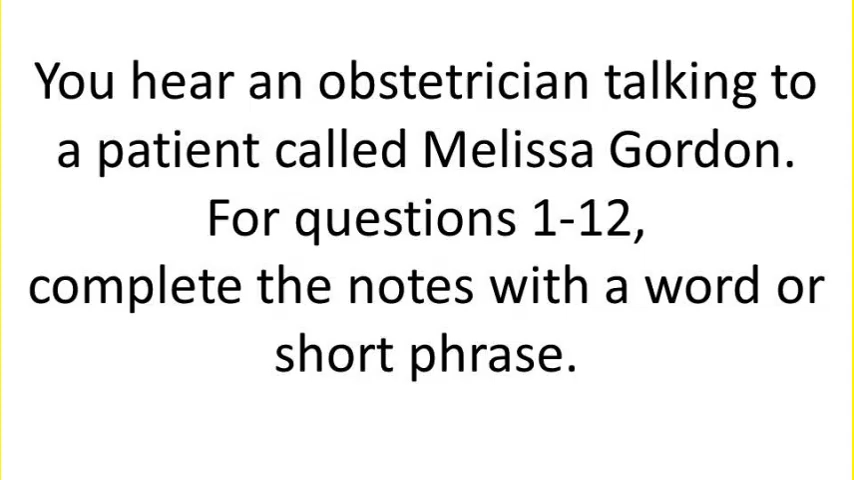 You hear an obstetrician talking to
a patient called Melissa Gordon.
For questions 1-12,
complete the notes with a word or
short phrase.